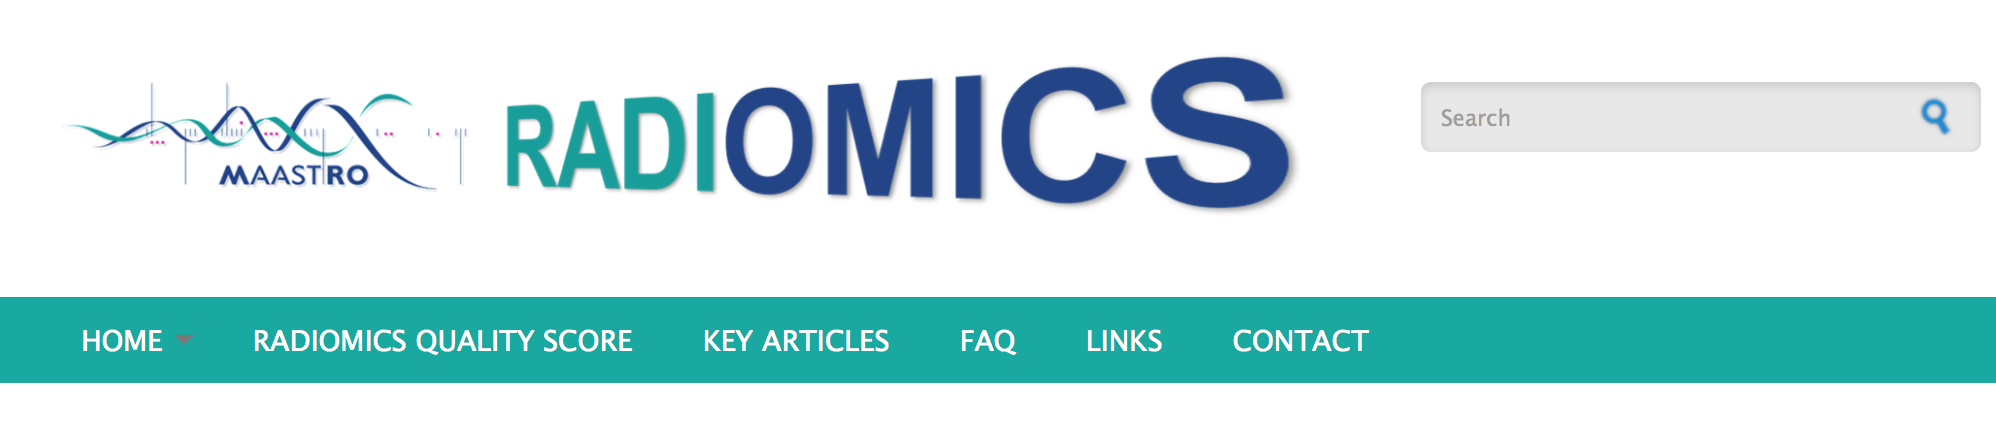 MAASTRO
RADIOMICS
Search
HOME RADIOMICS QUALITY SCORE KEY ARTICLES FAQ LINKS CONTACT